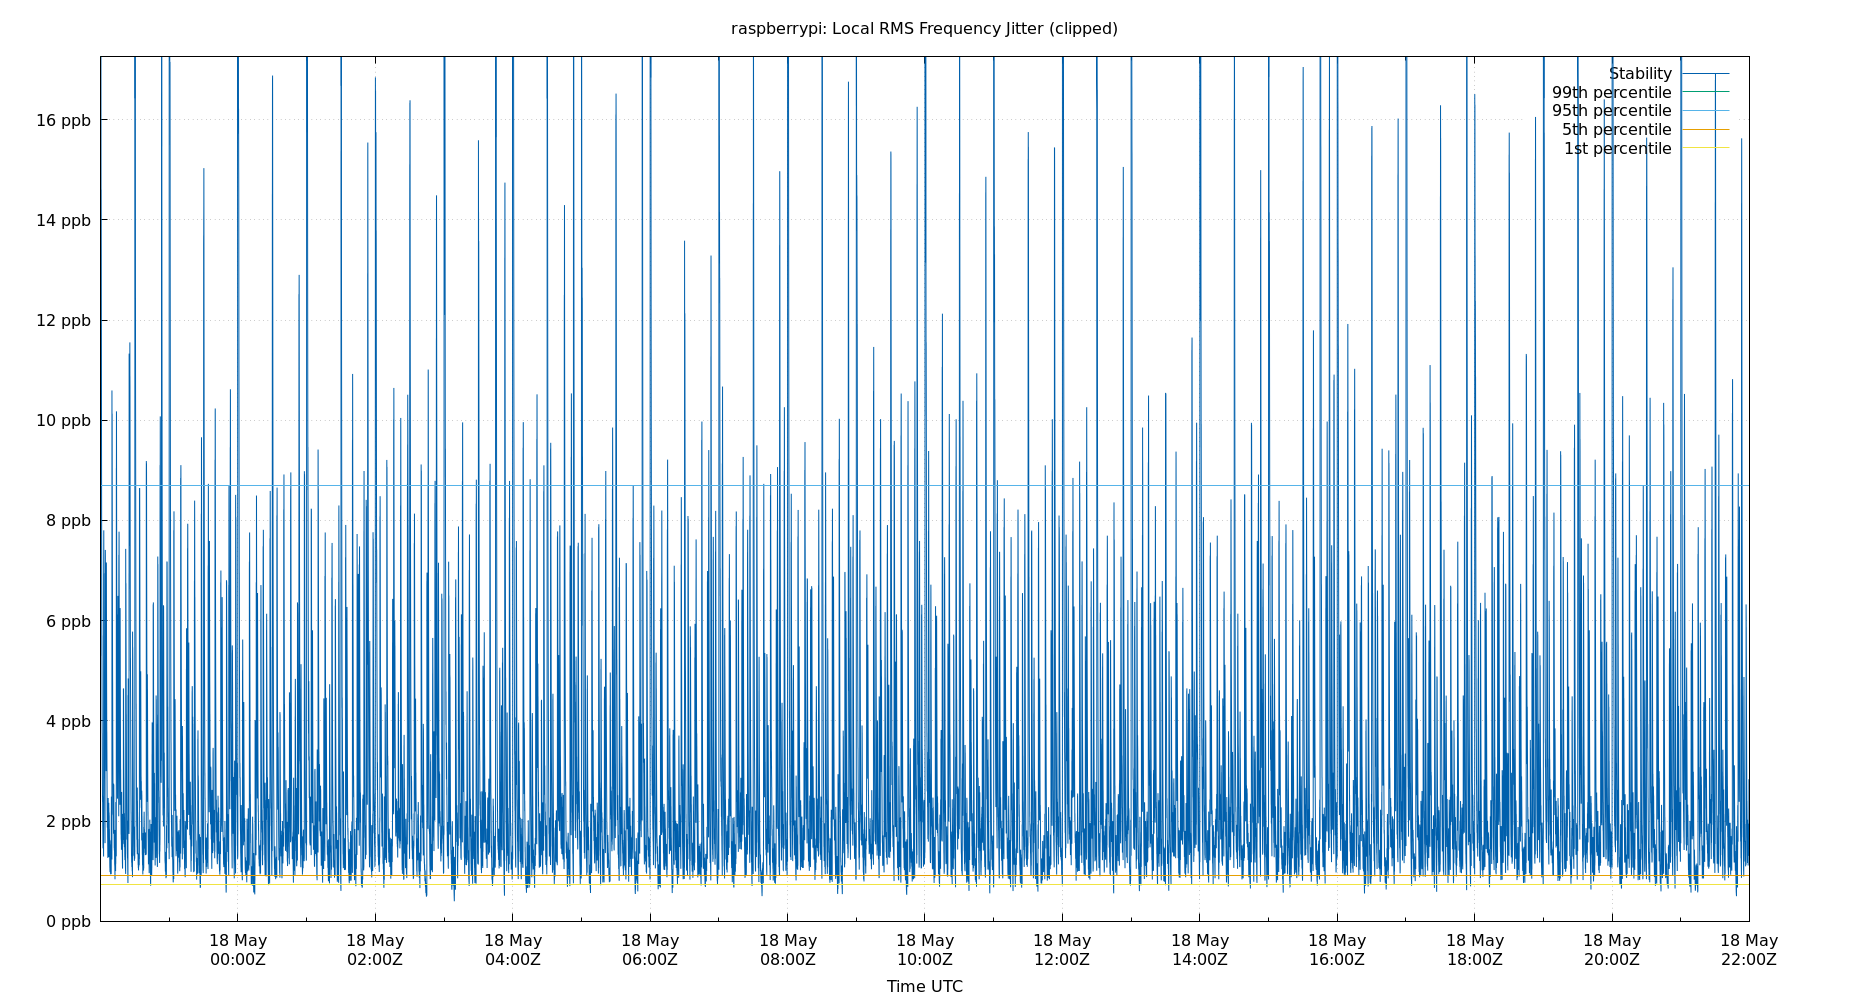 raspberrypi: Local RMS Frequency Jitter (clipped)
Stability
99th percentile
95th percentile
5th percentile
1st percentile
16 ppb
14 ppb
12 ppb
10 ppb
8 ppb
6 ppb
4 ppb
2 ppb
0 ppb
18 May 18 May 18 May 18 May 18 May 18 May 18 May 18 May 18 May 18 May 18 May 18 May
00:00Z 02:00Z 04:00Z 06:00Z 08:00Z 10:00Z 12:00Z 14:00Z 16:00Z 18:00Z 20:00Z 22:00Z
Time UTC